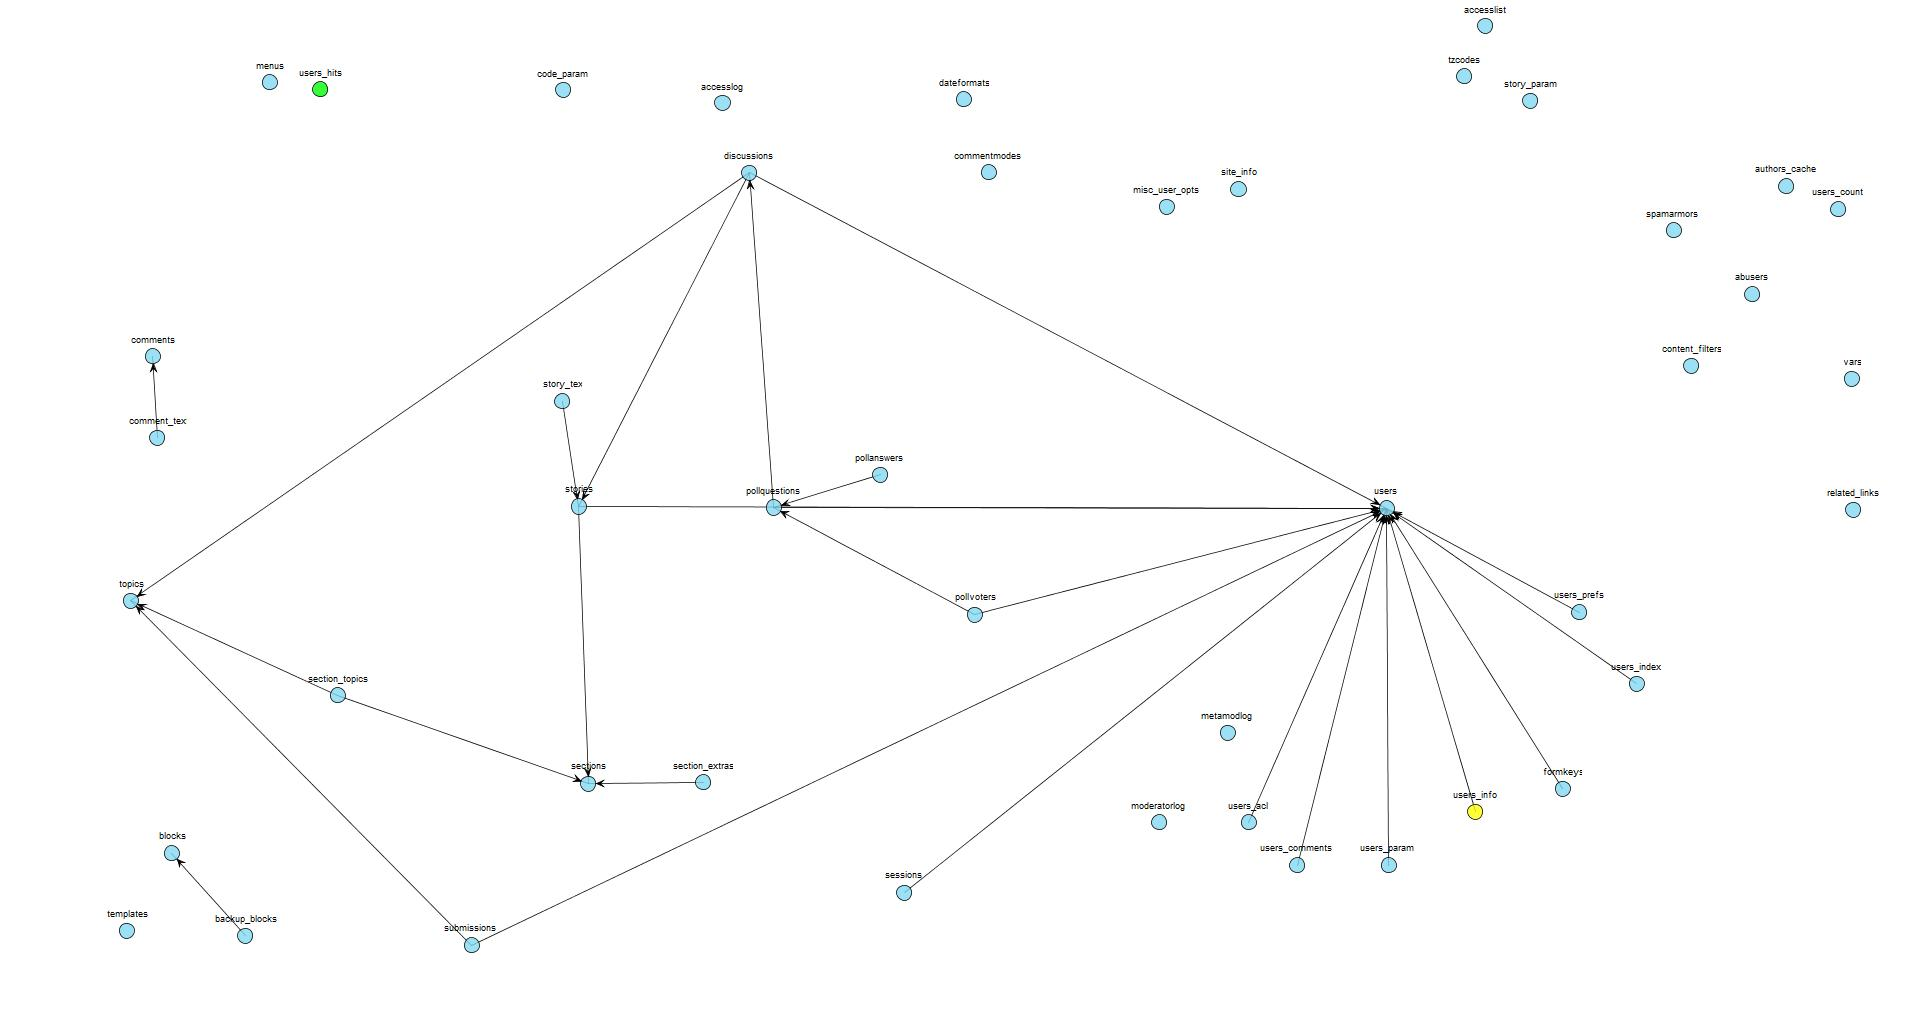 accesslist
menus
users_hits
code_param
accesslog
dateformats
tzcodes
story_param
discussions
commentmodes
misc_user_opts
site_info
authors_cache
users_count
spamarmors
abusers
comments
content_filters
vars
story_tex
comment_tex
pollanswers
stories
pollquestions
users
related_links
topics
pollvoters
users_prefs
section_topics
users_index
metamodlog
sections
section_extras
formkeys
moderatorlog
users_acl
users_info
blocks
users_comments
users_param
sessions
templates
backup_blocks
submissions